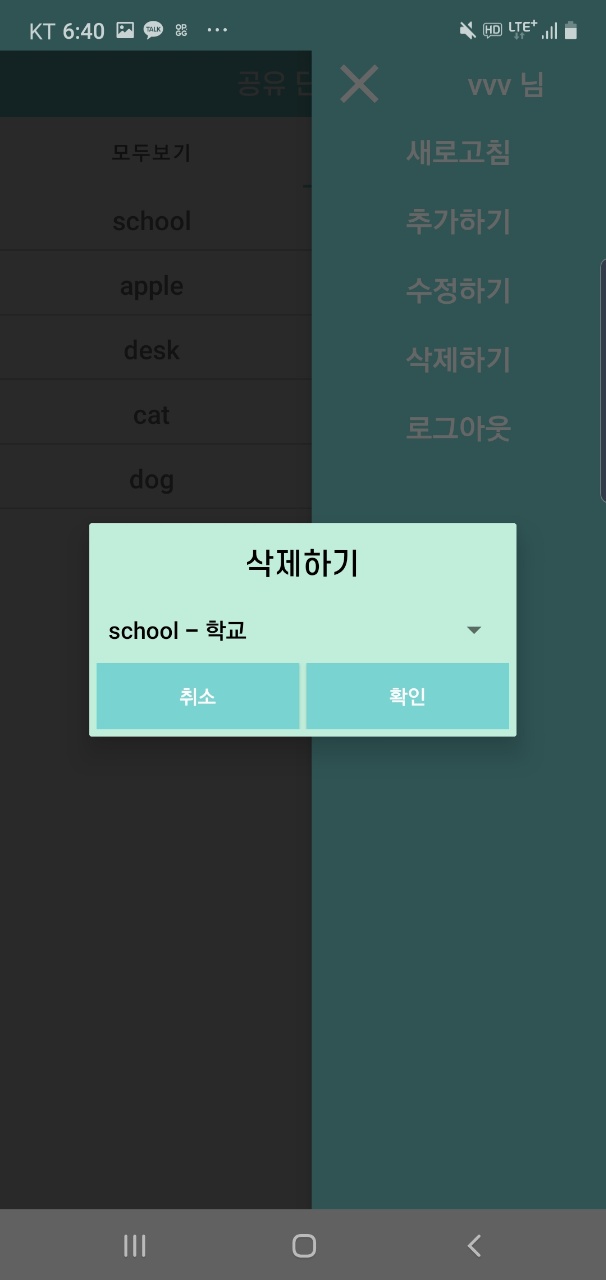 KT 6:40 TALK OP.GG HD LTE+
공유 단
vvv 님
모두보기
school
apple
desk
cat
dog
새로고침
추가하기
수정하기
삭제하기
로그아웃
삭제하기
school – 학교
취소
확인